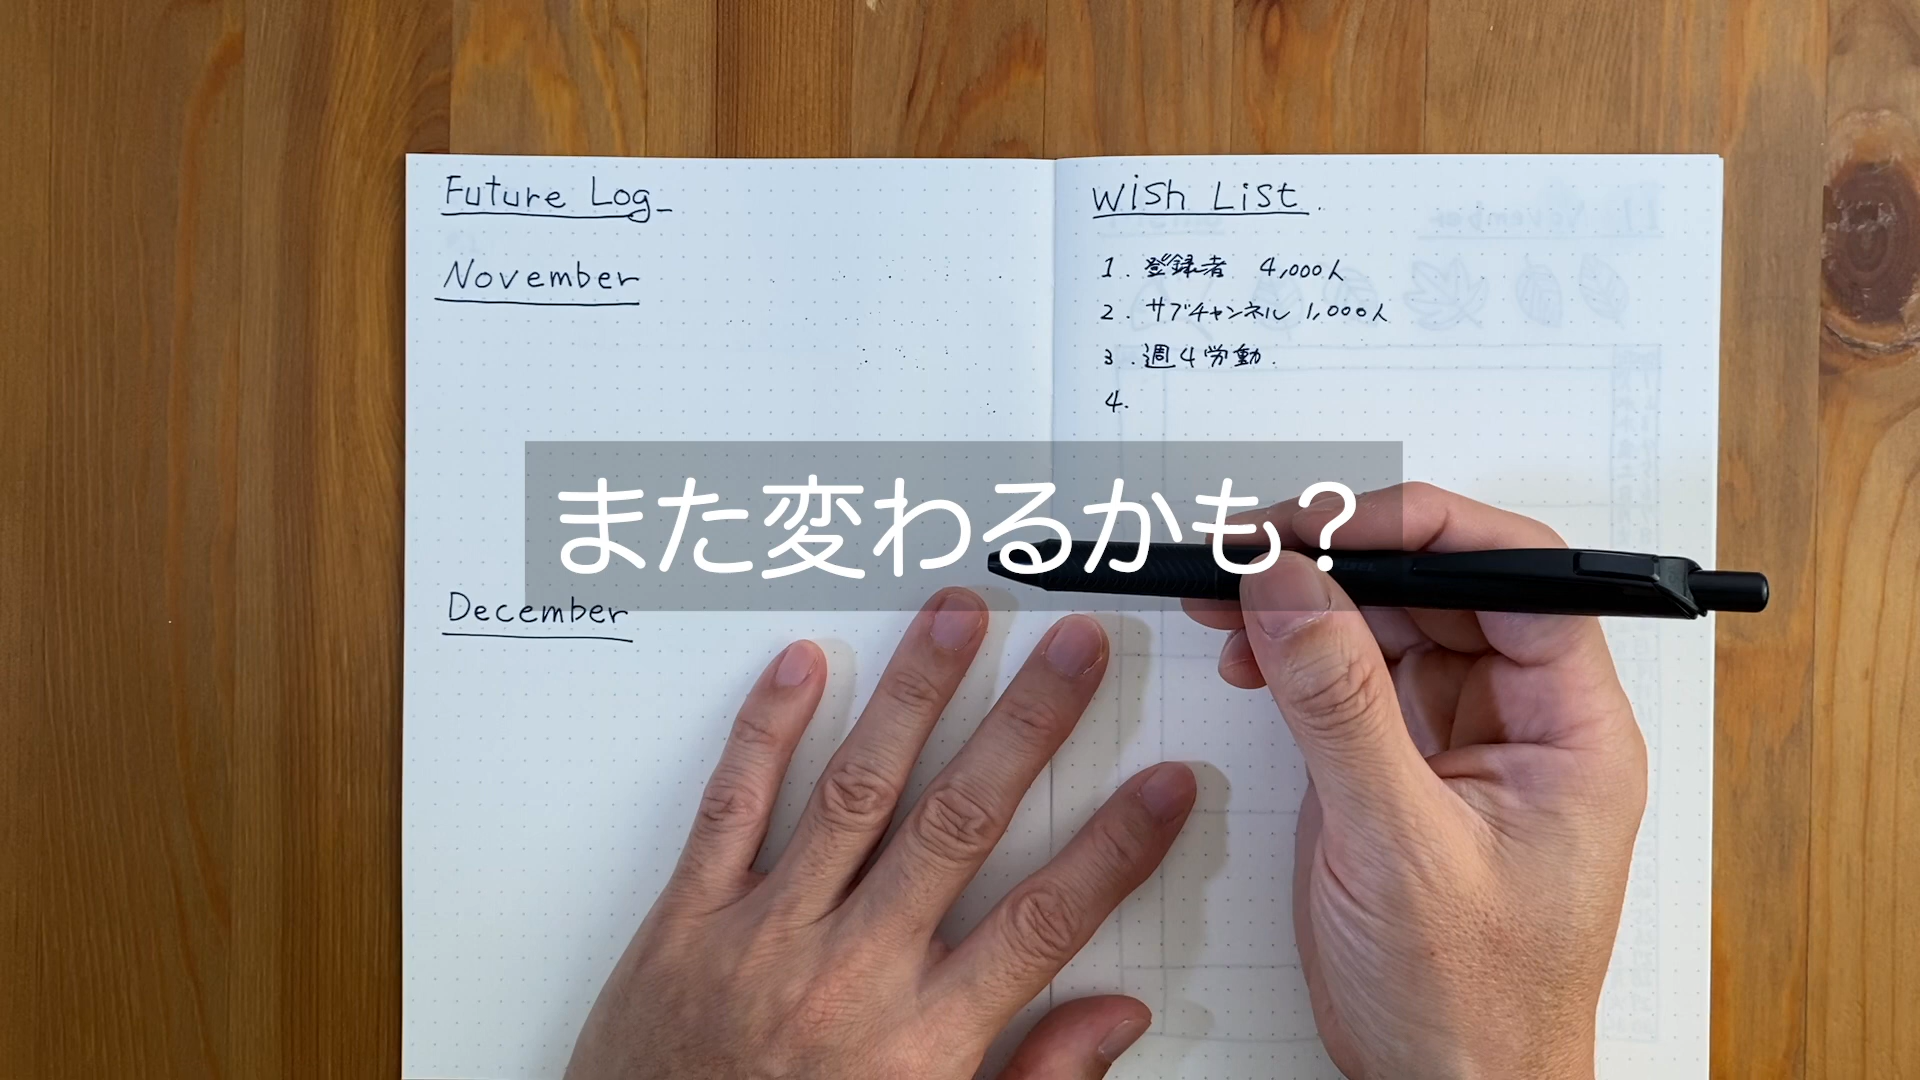 Future Log_
November
December
Wish List.
1. 登録者 4,000人
2. サブチャンネル 1,000人
3. 週4労動.
4.
また変わるかも?